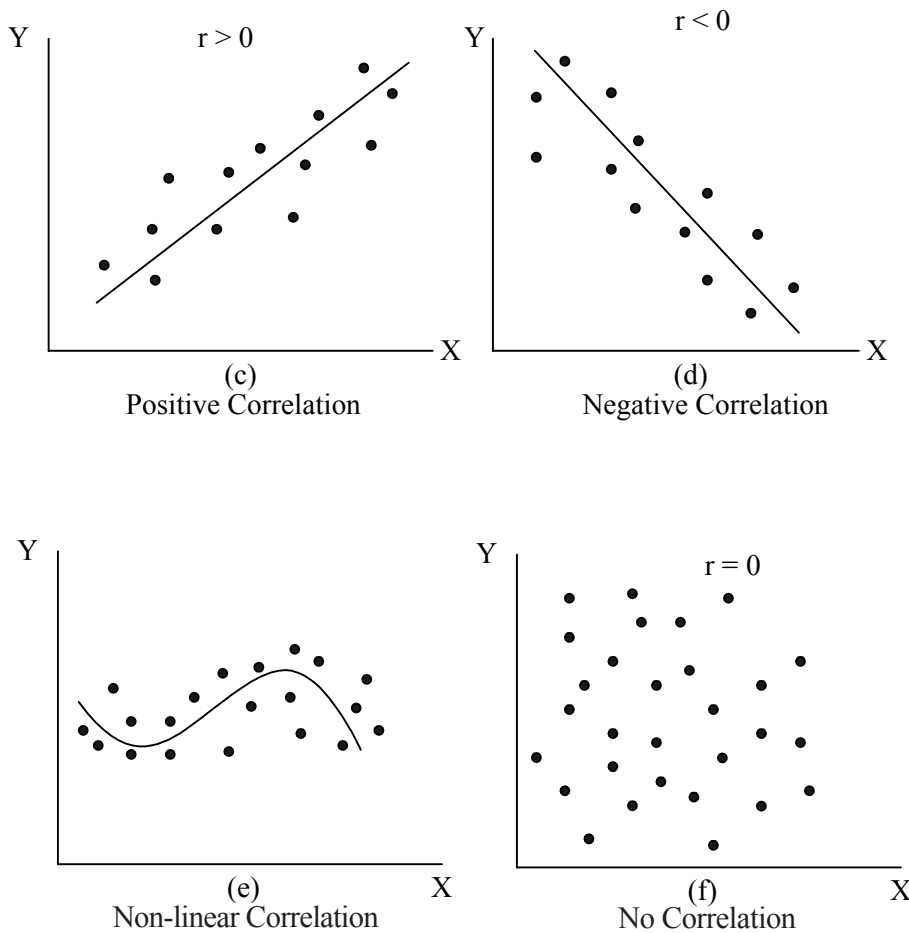 Y
r > 0
X
(c)
Positive Correlation
Y
r < 0
X
(d)
Negative Correlation
Y
X
(e)
Non-linear Correlation
Y
r = 0
X
(f)
No Correlation